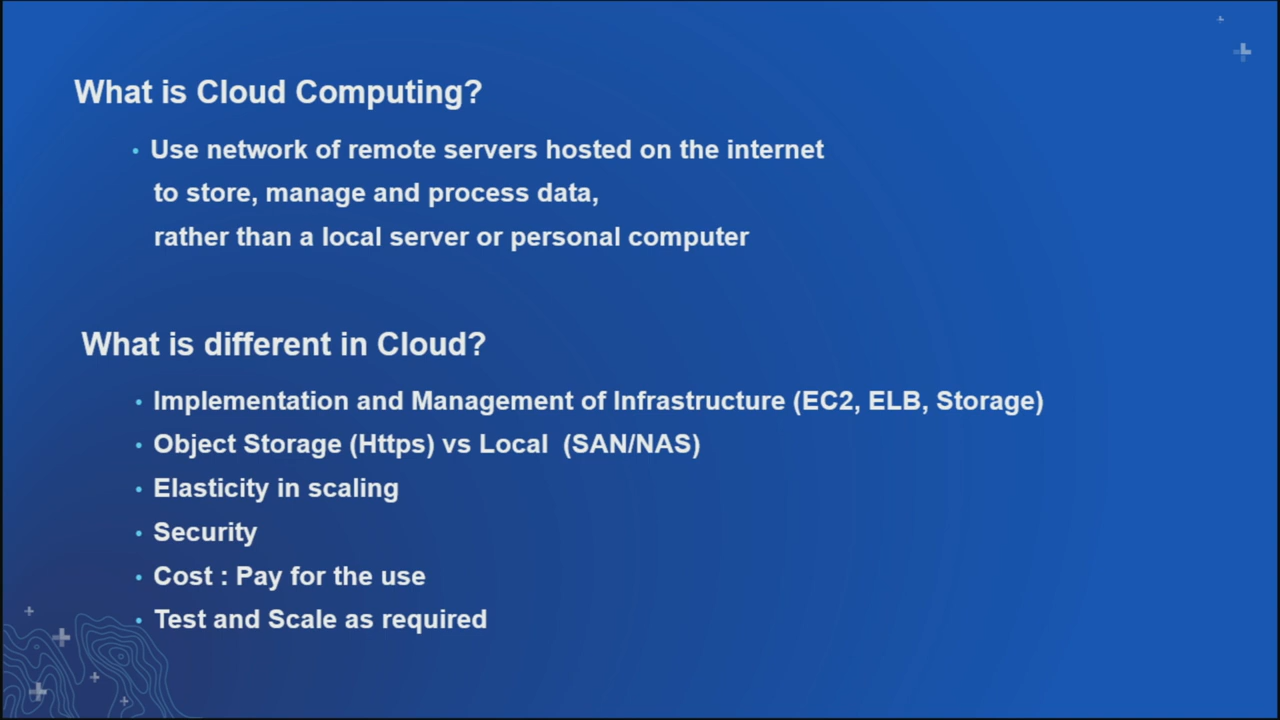 What is Cloud Computing?
• Use network of remote servers hosted on the internet
to store, manage and process data,
rather than a local server or personal computer
What is different in Cloud?
• Implementation and Management of Infrastructure (EC2, ELB, Storage)
• Object Storage (Https) vs Local (SAN/NAS)
• Elasticity in scaling
• Security
• Cost : Pay for the use
• Test and Scale as required